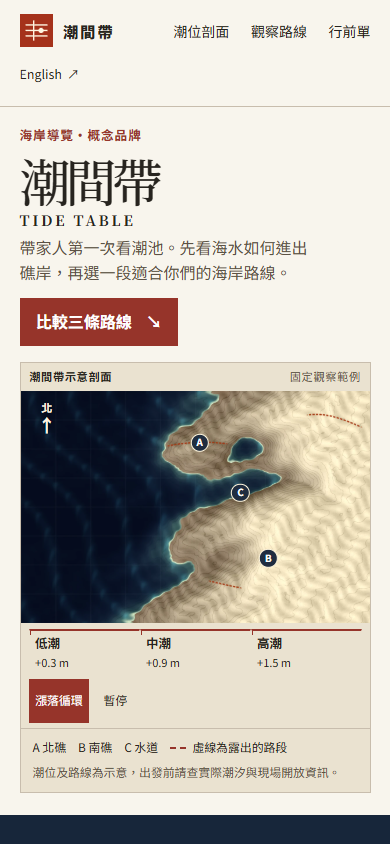 潮間帶
潮位剖面 觀察路線 行前單
English ↗
海岸導覽・概念品牌
潮間帶
TIDE TABLE
帶家人第一次看潮池。先看海水如何進出
礁岸，再選一段適合你們的海岸路線。
比較三條路線 ↘
潮間帶示意剖面 固定觀察範例
北
↑
A
C
B
低潮 中潮 高潮
+0.3 m +0.9 m +1.5 m
漲落循環 暫停
A 北礁 B 南礁 C 水道 虛線為露出的路段
潮位及路線為示意，出發前請查實際潮汐與現場開放資訊。